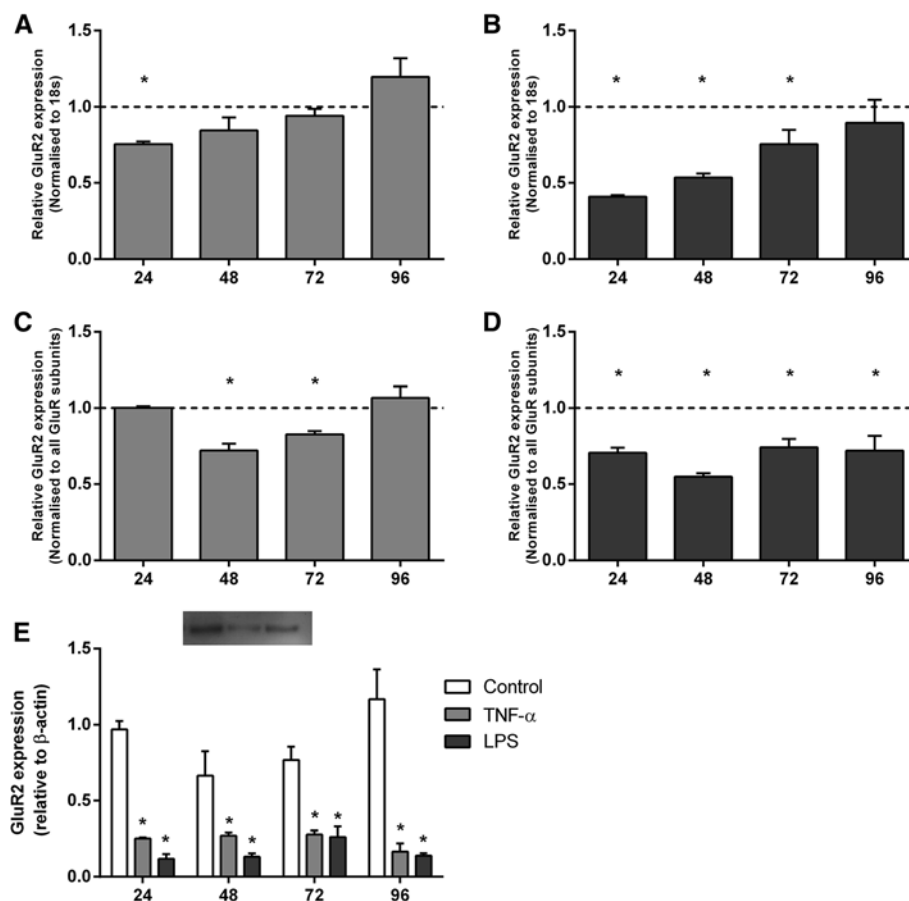 A
Relative GluR2 expression
(Normalised to 18s)
1.5
1.0
0.5
0.0
*
24 48 72 96
B
Relative GluR2 expression
(Normalised to 18s)
1.5
1.0
0.5
0.0
* * *
24 48 72 96
C
Relative GluR2 expression
(Normalised to all GluR subunits)
1.5
1.0
0.5
0.0
* *
24 48 72 96
D
Relative GluR2 expression
(Normalised to all GluR subunits)
1.5
1.0
0.5
0.0
* * * *
24 48 72 96
E
GluR2 expression
(relative to β-actin)
1.5
1.0
0.5
0.0
* * * * * * * *
24 48 72 96
Control
TNF-α
LPS